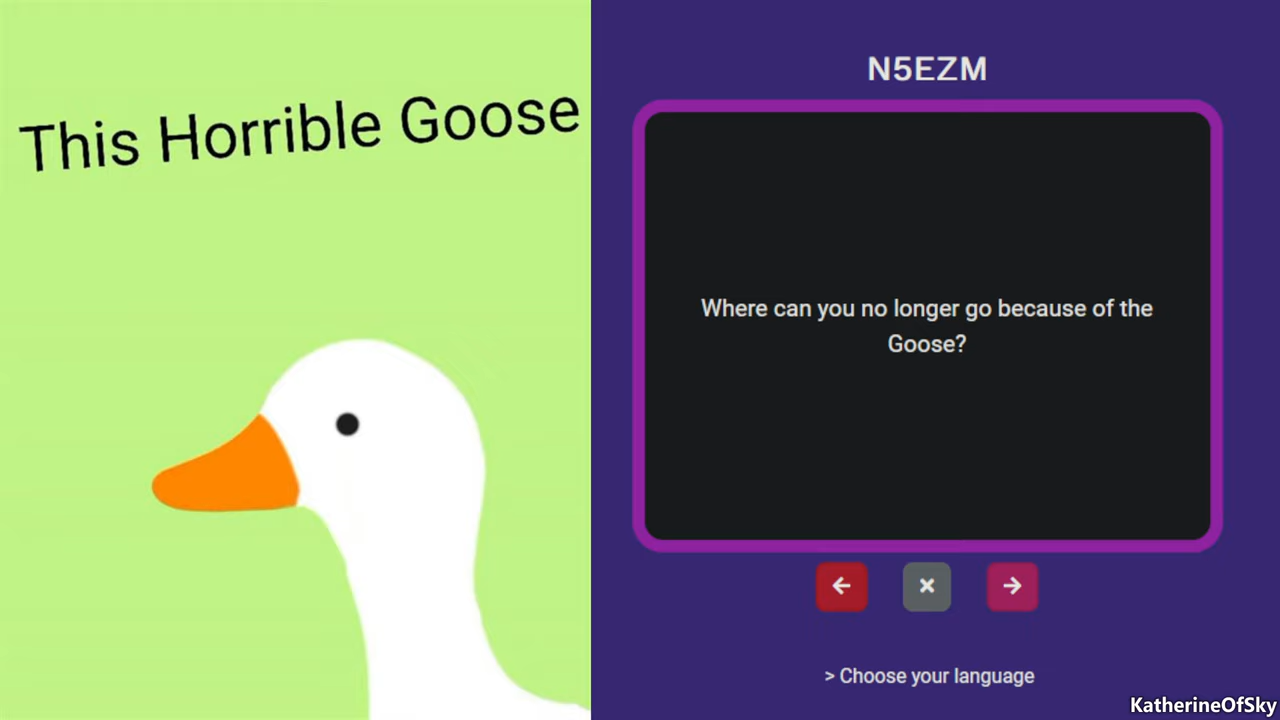 This Horrible Goose
N5EZM
Where can you no longer go because of the
Goose?
> Choose your language
KatherineOfSky